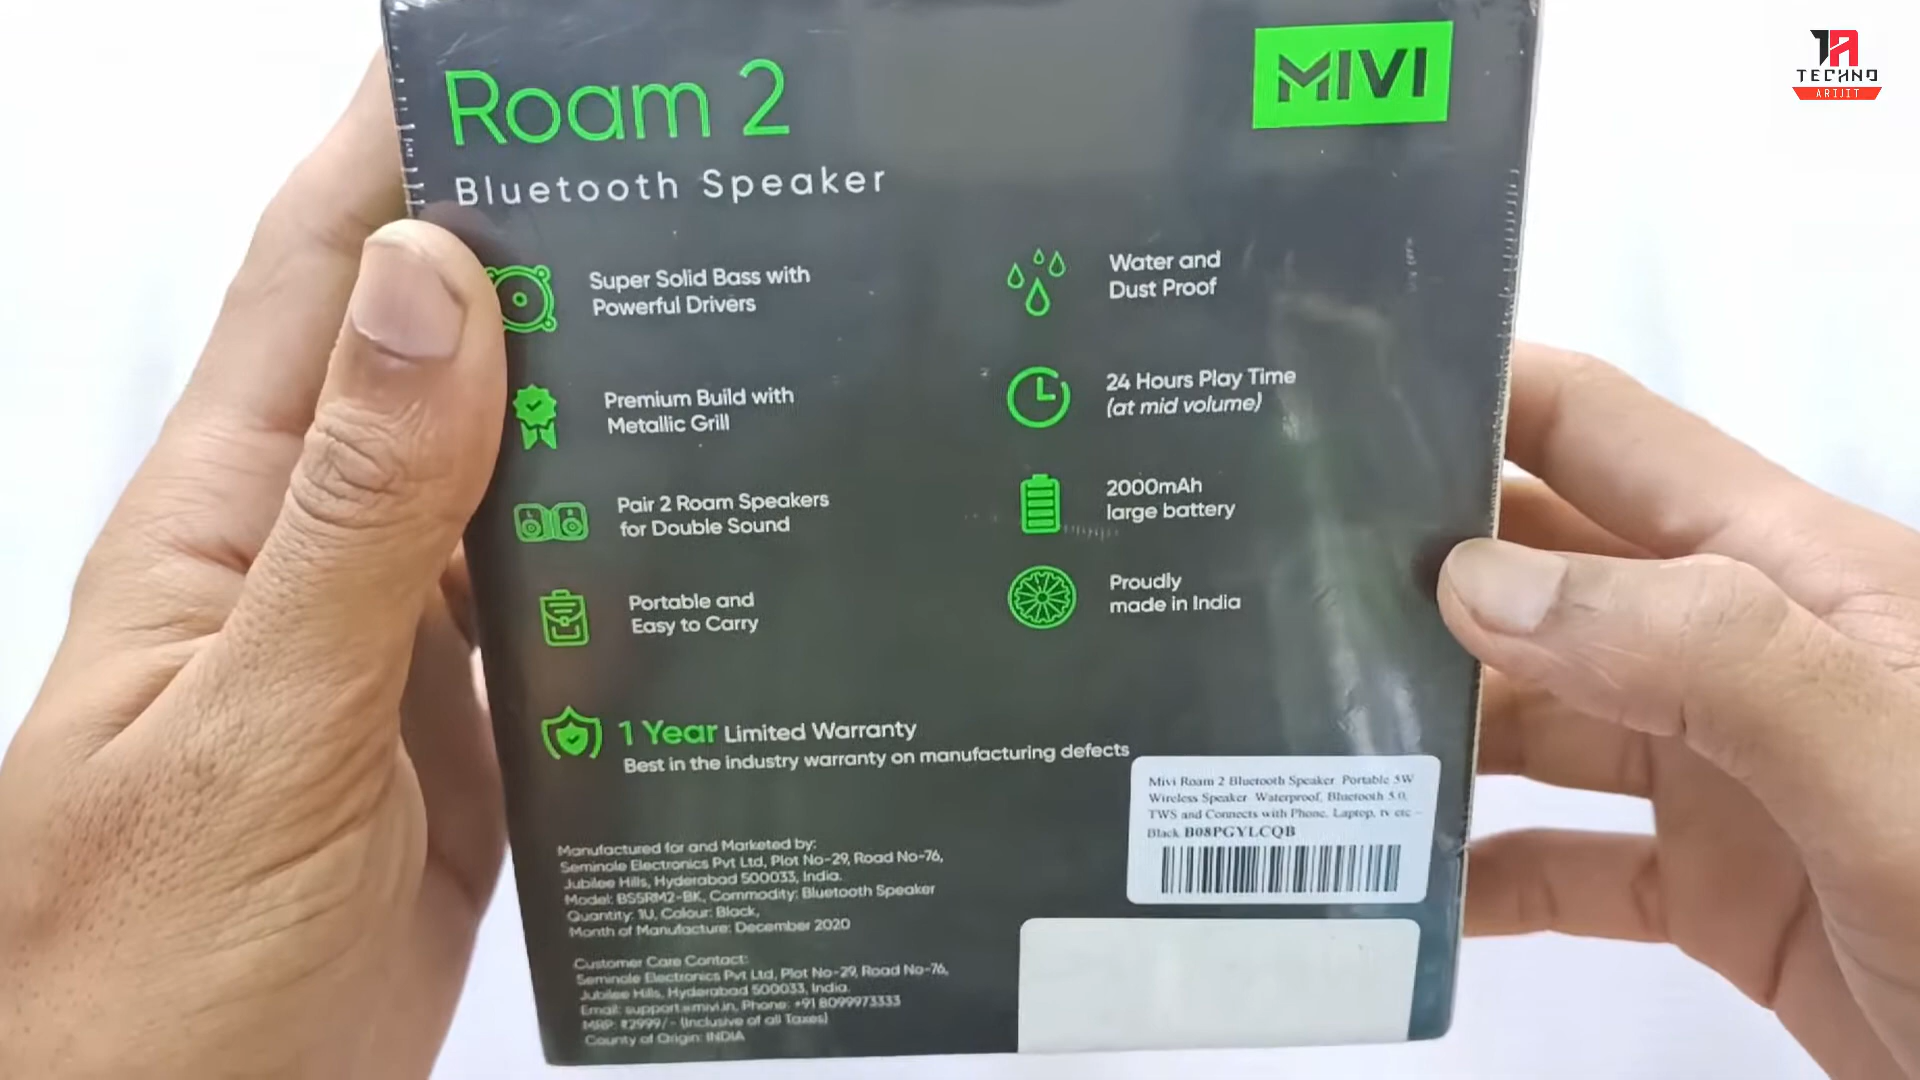 Roam 2
MIVI
TECHNO
ARIJIT
Bluetooth Speaker
Super Solid Bass with
Powerful Drivers
Water and
Dust Proof
Premium Build with
Metallic Grill
24 Hours Play Time
(at mid volume)
Pair 2 Roam Speakers
for Double Sound
2000mAh
large battery
Portable and
Easy to Carry
Proudly
made in India
1 Year Limited Warranty
Best in the industry warranty on manufacturing defects
Mivi Roam 2 Bluetooth Speaker Portable 5W
Wireless Speaker Waterproof, Bluetooth 5.0,
TWS and Connects with Phone, Laptop, tv etc -
Black B08PGYLCQB
Manufactured for and Marketed by:
Seminole Electronics Pvt Ltd, Plot No-29, Road No-76,
Jubilee Hills, Hyderabad 500033, India.
Model: BS5RM2-BK, Commodity: Bluetooth Speaker
Quantity: 1U, Colour: Black,
Month of Manufacture: December 2020
Customer Care Contact:
Seminole Electronics Pvt Ltd, Plot No-29, Road No-76,
Jubilee Hills, Hyderabad 500033, India.
Email: support@mivi.in, Phone: +91 8099973333
MRP: ₹2999/- (Inclusive of all Taxes)
County of Origin: INDIA